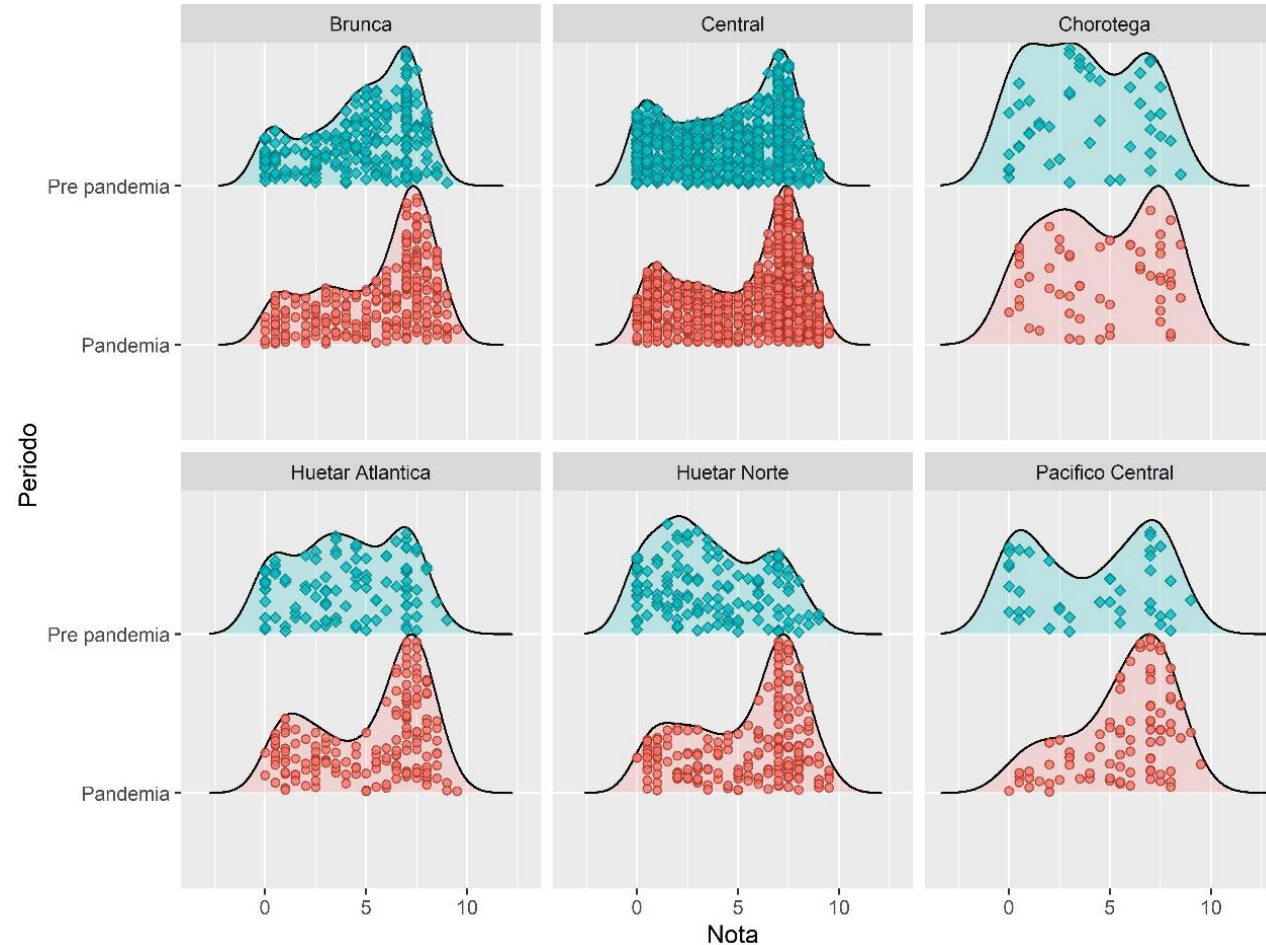 Brunca
Central
Chorotega
Pre pandemia
Pandemia
Periodo
Huetar Atlantica
Huetar Norte
Pacifico Central
Pre pandemia
Pandemia
0 5 10 0 5 10 0 5 10
Nota